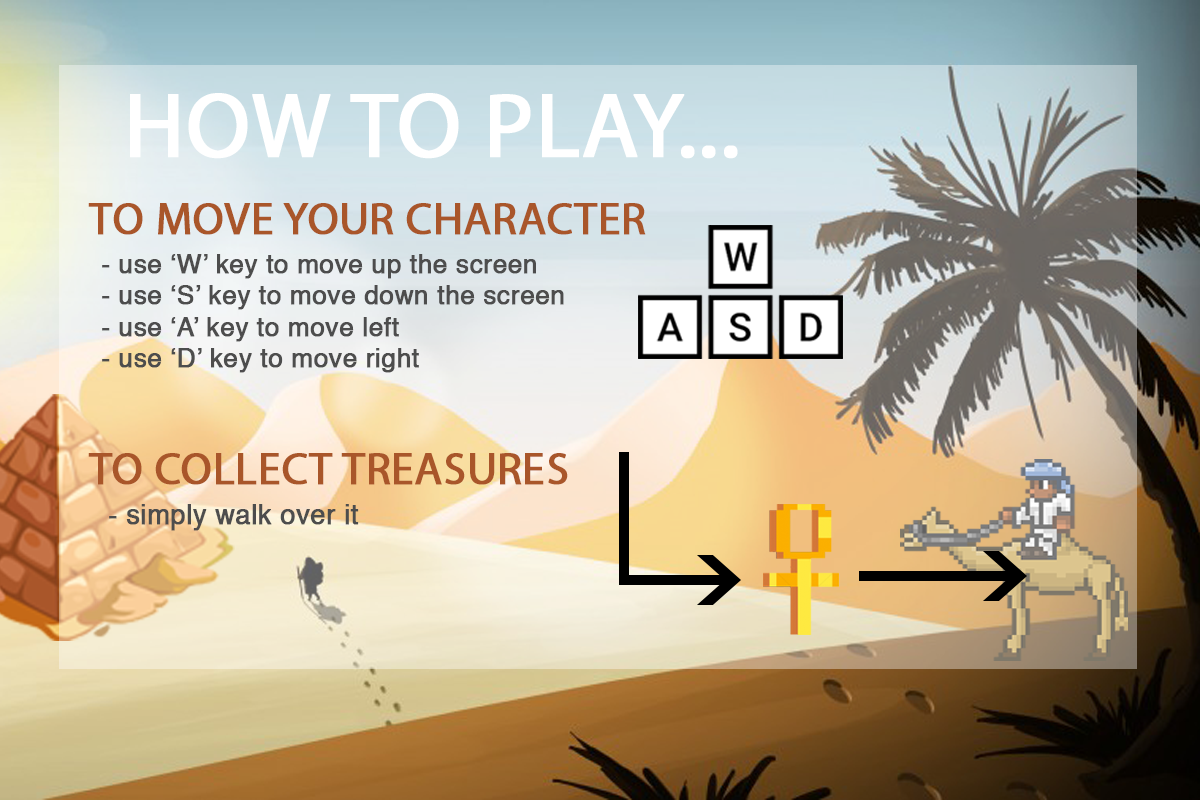 HOW TO PLAY...
TO MOVE YOUR CHARACTER
- use ‘W’ key to move up the screen
- use ‘S’ key to move down the screen
- use ‘A’ key to move left
- use ‘D’ key to move right
W
A S D
TO COLLECT TREASURES
- simply walk over it